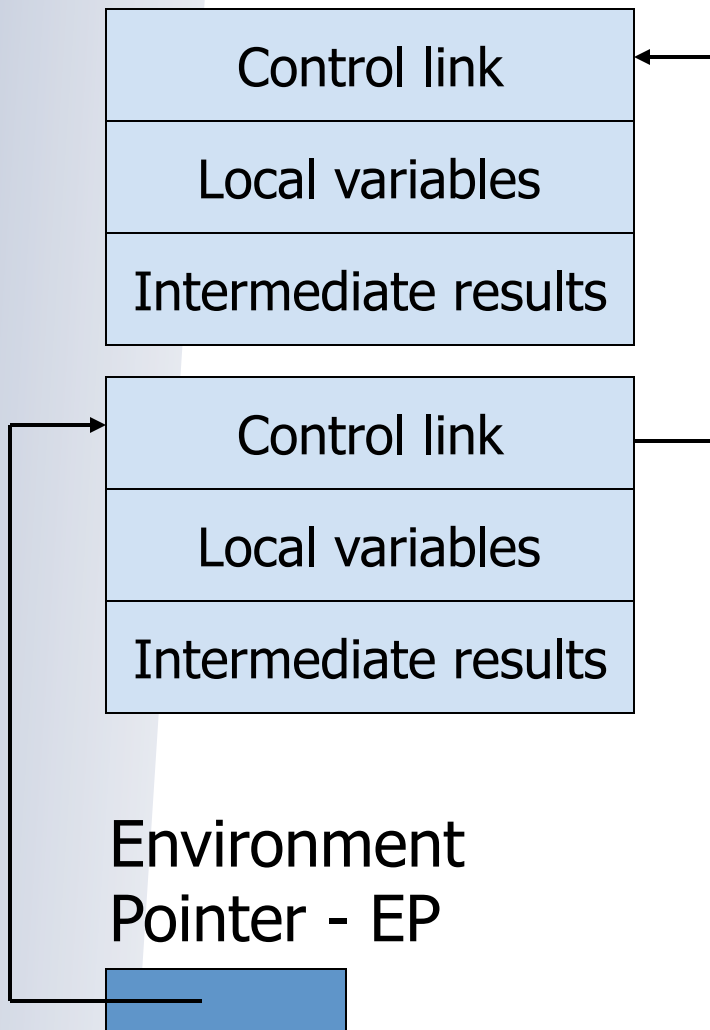 Control link
Local variables
Intermediate results
Control link
Local variables
Intermediate results
Environment
Pointer - EP